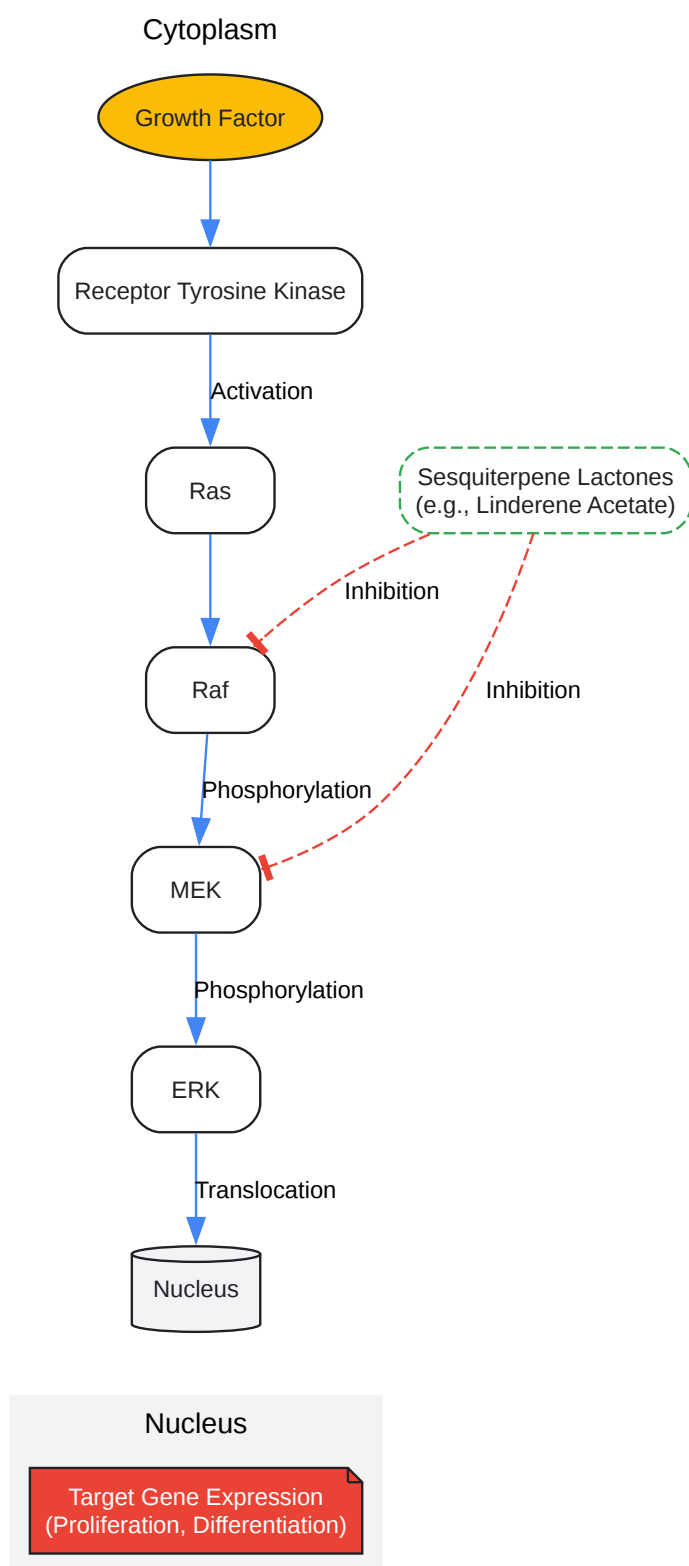 Cytoplasm
Growth Factor
Receptor Tyrosine Kinase
Activation
Ras
Sesquiterpene Lactones
(e.g., Linderene Acetate)
Inhibition
Raf
Inhibition
Phosphorylation
MEK
Phosphorylation
ERK
Translocation
Nucleus
Nucleus
Target Gene Expression
(Proliferation, Differentiation)